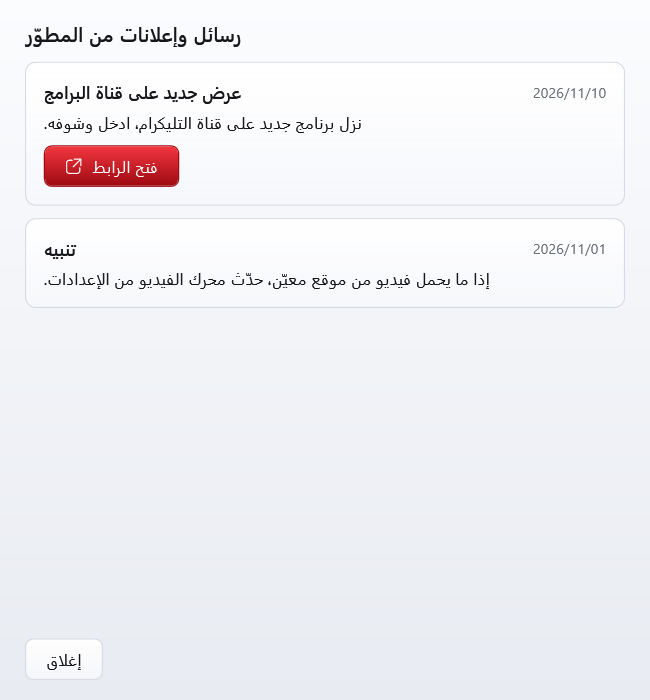 رسائل وإعلانات من المطوّر
عرض جديد على قناة البرامج
2026/11/10
نزل برنامج جديد على قناة التليكرام، ادخل وشوفه.
فتح الرابط
تنبيه
2026/11/01
إذا ما يحمل فيديو من موقع معيّن، حدّث محرك الفيديو من الإعدادات.
إغلاق